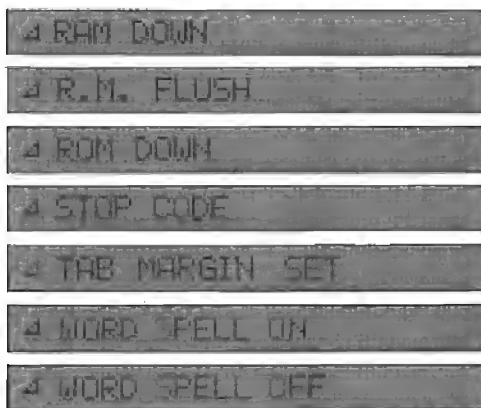 RAM DOWN
R.M. FLUSH
ROM DOWN
STOP CODE
TAB MARGIN SET
WORD SPELL ON
WORD SPELL OFF